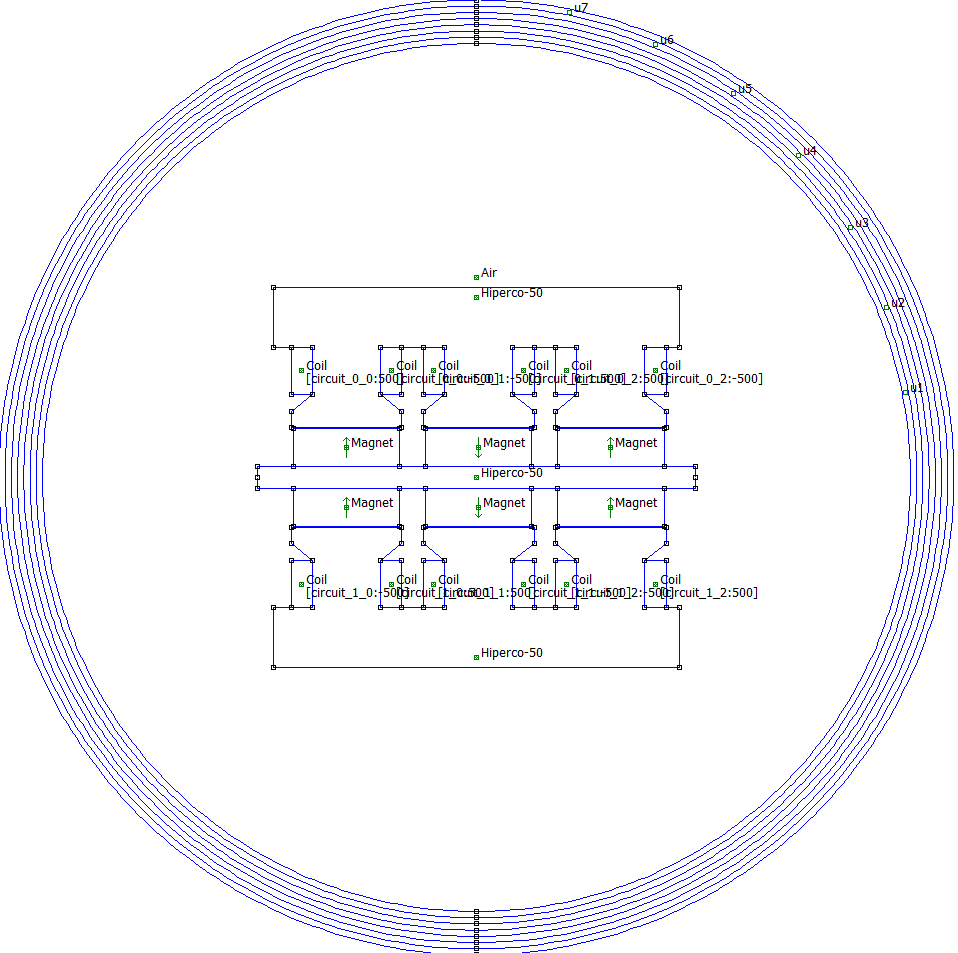 u7
u6
u5
u4
u3
u2
u1
Air
Hiperco-50
Coil
[circuit_0_0:500]
Coil
[circuit_0_0:-500]
Coil
[circuit_0_1:-500]
Coil
[circuit_0_1:500]
Coil
[circuit_0_2:500]
Coil
[circuit_0_2:-500]
Magnet
Magnet
Magnet
Hiperco-50
Magnet
Magnet
Magnet
Coil
[circuit_1_0:-500]
Coil
[circuit_1_0:500]
Coil
[circuit_1_1:500]
Coil
[circuit_1_1:-500]
Coil
[circuit_1_2:-500]
Coil
[circuit_1_2:500]
Hiperco-50